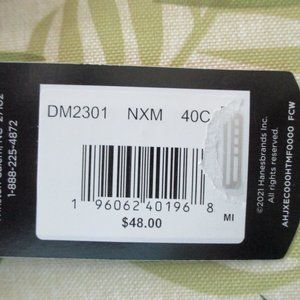 DM2301 NXM 40C
1 96062 40196 8
$48.00
MI
1-888-225-4872
©2021 Hanesbrands Inc.
All rights reserved.
AHJXEC000HTMF0000 FCW